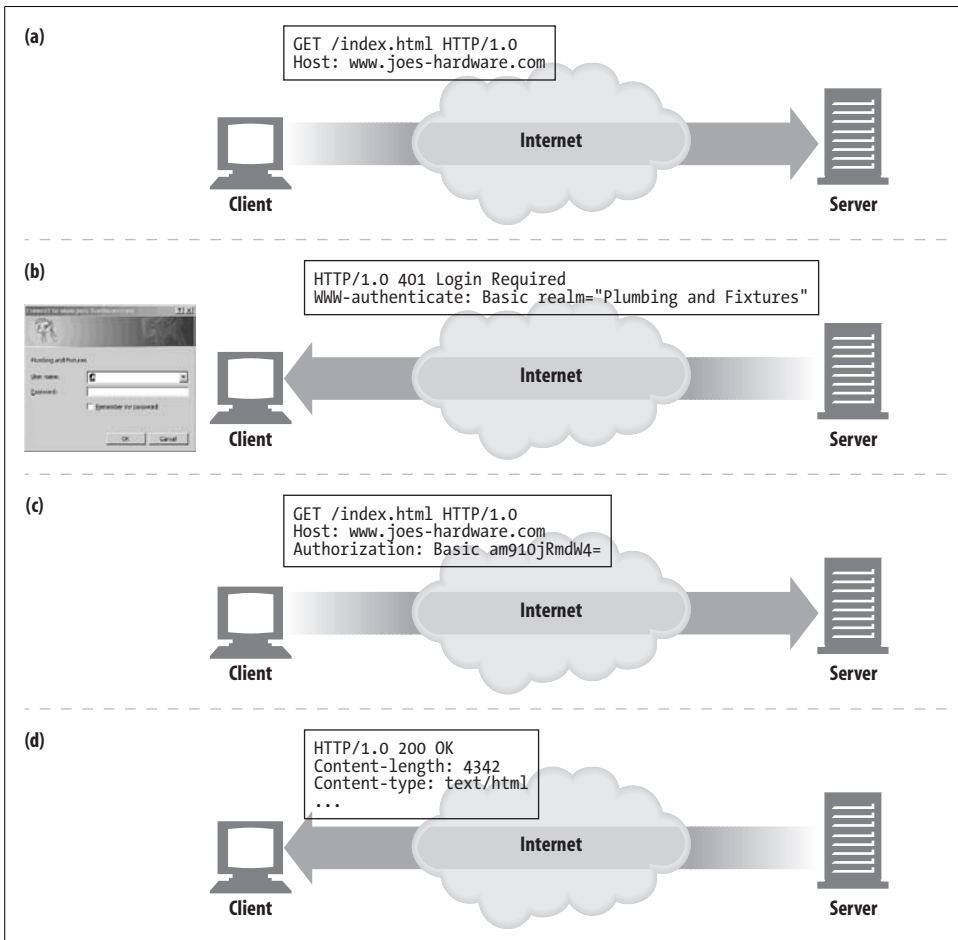 (a)
GET /index.html HTTP/1.0
Host: www.joes-hardware.com
Internet
Client
Server
(b)
HTTP/1.0 401 Login Required
WWW-authenticate: Basic realm="Plumbing and Fixtures"
Plumbing and Fixtures
User name:
Password:
Remember my password
OK
Cancel
Internet
Client
Server
(c)
GET /index.html HTTP/1.0
Host: www.joes-hardware.com
Authorization: Basic am910jRmdW4=
Internet
Client
Server
(d)
HTTP/1.0 200 OK
Content-length: 4342
Content-type: text/html
...
Internet
Client
Server